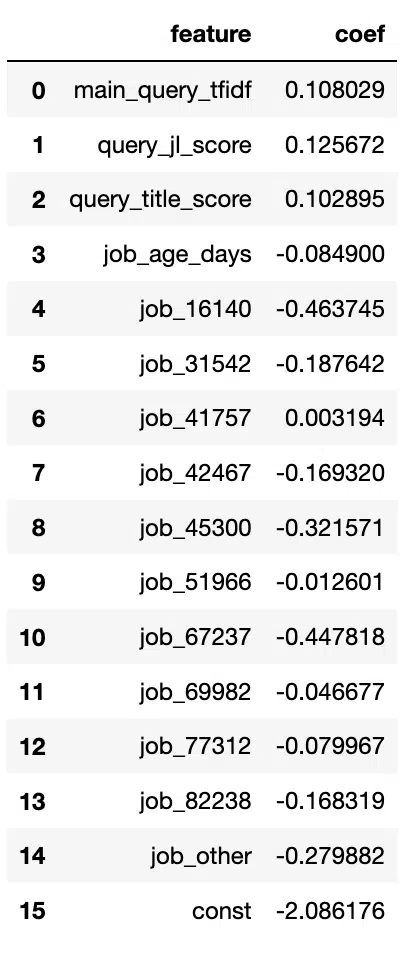 feature coef
0 main_query_tfidf 0.108029
1 query_jl_score 0.125672
2 query_title_score 0.102895
3 job_age_days -0.084900
4 job_16140 -0.463745
5 job_31542 -0.187642
6 job_41757 0.003194
7 job_42467 -0.169320
8 job_45300 -0.321571
9 job_51966 -0.012601
10 job_67237 -0.447818
11 job_69982 -0.046677
12 job_77312 -0.079967
13 job_82238 -0.168319
14 job_other -0.279882
15 const -2.086176